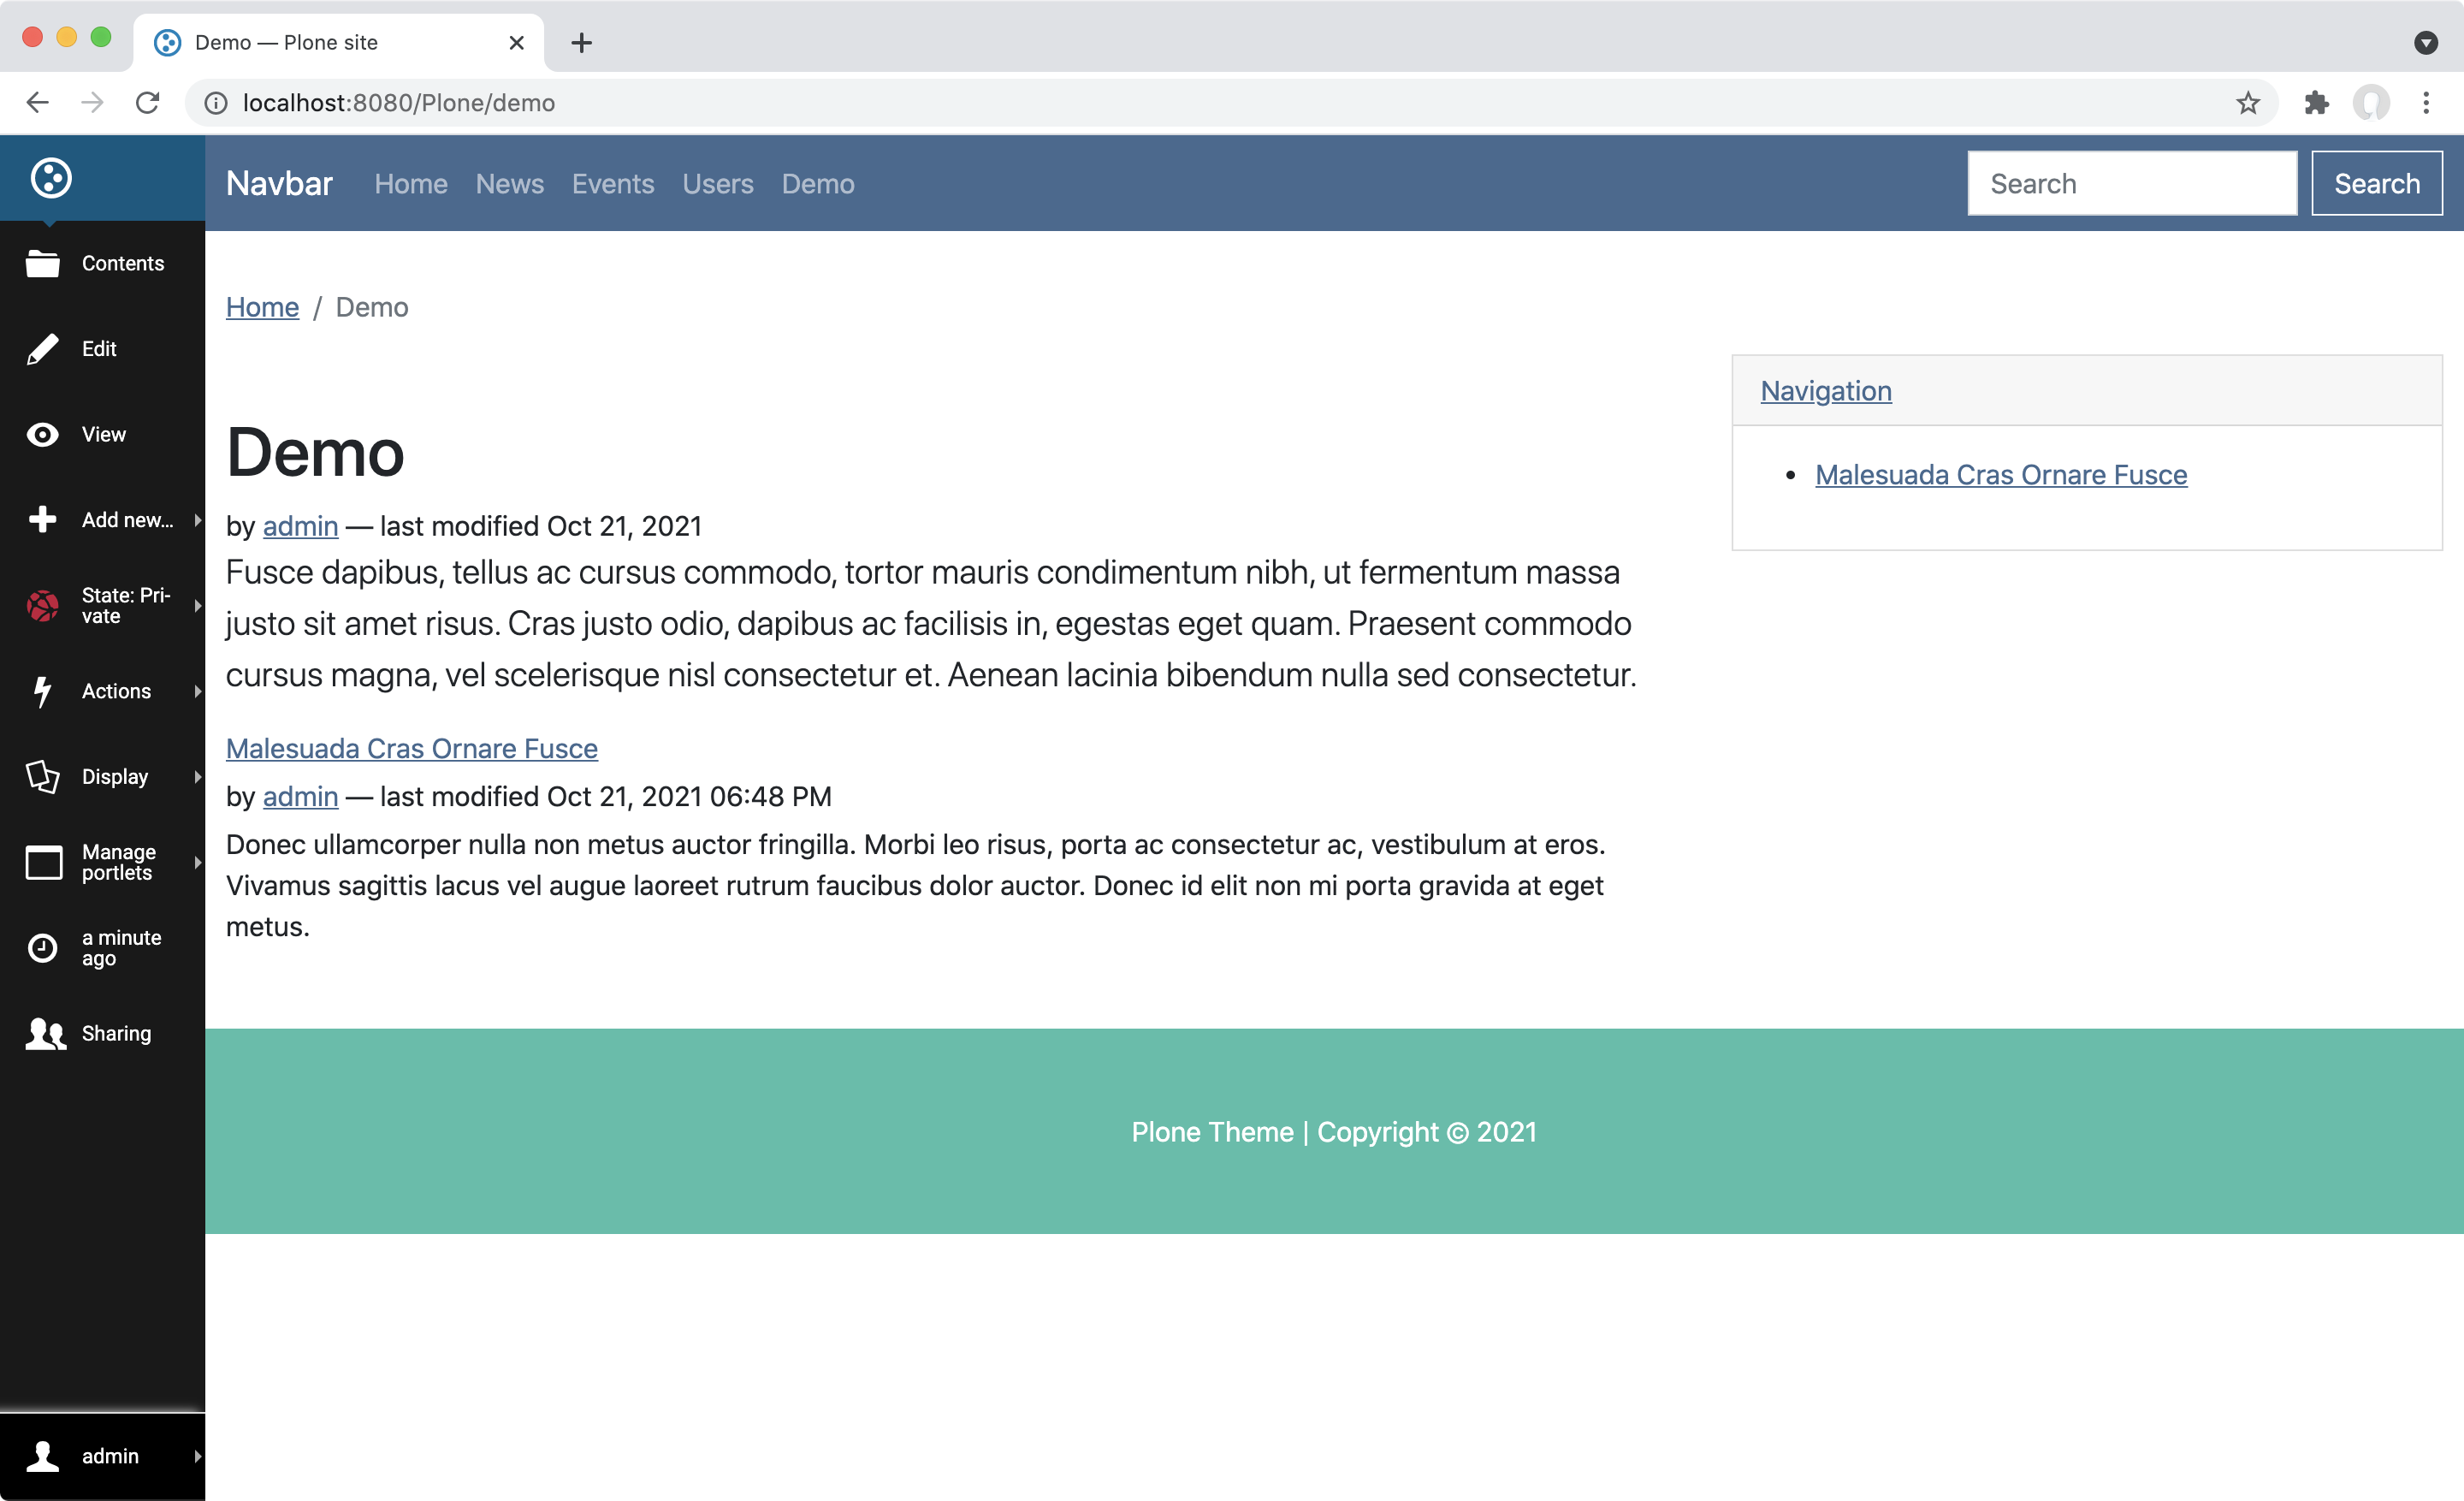 Demo — Plone site
localhost:8080/Plone/demo
Navbar Home News Events Users Demo Search Search
Contents
Edit
View
Add new...
State: Pri-
vate
Actions
Display
Manage
portlets
a minute
ago
Sharing
admin
Home / Demo
Demo
by admin — last modified Oct 21, 2021
Fusce dapibus, tellus ac cursus commodo, tortor mauris condimentum nibh, ut fermentum massa
justo sit amet risus. Cras justo odio, dapibus ac facilisis in, egestas eget quam. Praesent commodo
cursus magna, vel scelerisque nisl consectetur et. Aenean lacinia bibendum nulla sed consectetur.
Malesuada Cras Ornare Fusce
by admin — last modified Oct 21, 2021 06:48 PM
Donec ullamcorper nulla non metus auctor fringilla. Morbi leo risus, porta ac consectetur ac, vestibulum at eros.
Vivamus sagittis lacus vel augue laoreet rutrum faucibus dolor auctor. Donec id elit non mi porta gravida at eget
metus.
Navigation
• Malesuada Cras Ornare Fusce
Plone Theme | Copyright © 2021